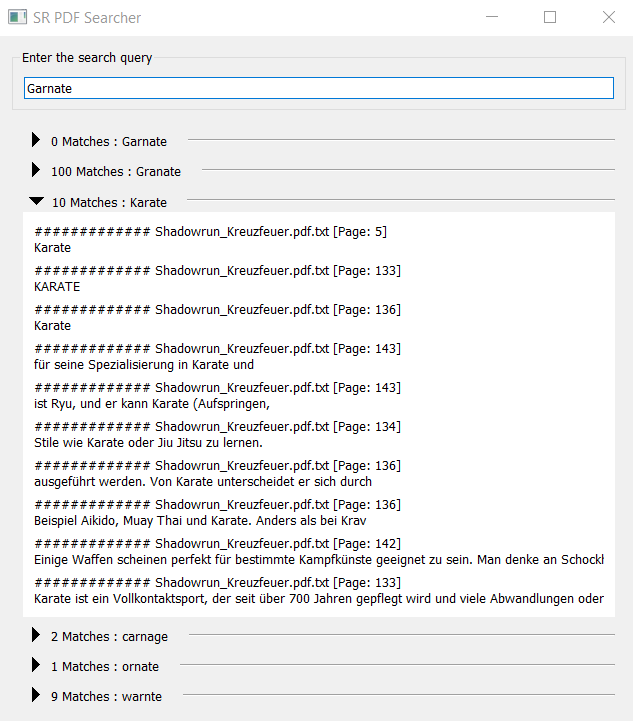 SR PDF Searcher
Enter the search query
Garnate
0 Matches : Garnate
100 Matches : Granate
10 Matches : Karate
############# Shadowrun_Kreuzfeuer.pdf.txt [Page: 5]
Karate
############# Shadowrun_Kreuzfeuer.pdf.txt [Page: 133]
KARATE
############# Shadowrun_Kreuzfeuer.pdf.txt [Page: 136]
Karate
############# Shadowrun_Kreuzfeuer.pdf.txt [Page: 143]
für seine Spezialisierung in Karate und
############# Shadowrun_Kreuzfeuer.pdf.txt [Page: 143]
ist Ryu, und er kann Karate (Aufspringen,
############# Shadowrun_Kreuzfeuer.pdf.txt [Page: 134]
Stile wie Karate oder Jiu Jitsu zu lernen.
############# Shadowrun_Kreuzfeuer.pdf.txt [Page: 136]
ausgeführt werden. Von Karate unterscheidet er sich durch
############# Shadowrun_Kreuzfeuer.pdf.txt [Page: 136]
Beispiel Aikido, Muay Thai und Karate. Anders als bei Krav
############# Shadowrun_Kreuzfeuer.pdf.txt [Page: 142]
Einige Waffen scheinen perfekt für bestimmte Kampfkünste geeignet zu sein. Man denke an
############# Shadowrun_Kreuzfeuer.pdf.txt [Page: 133]
Karate ist ein Vollkontaktsport, der seit über 700 Jahren gepflegt wird und viele Abwandlungen oder
2 Matches : carnage
1 Matches : ornate
9 Matches : warnte